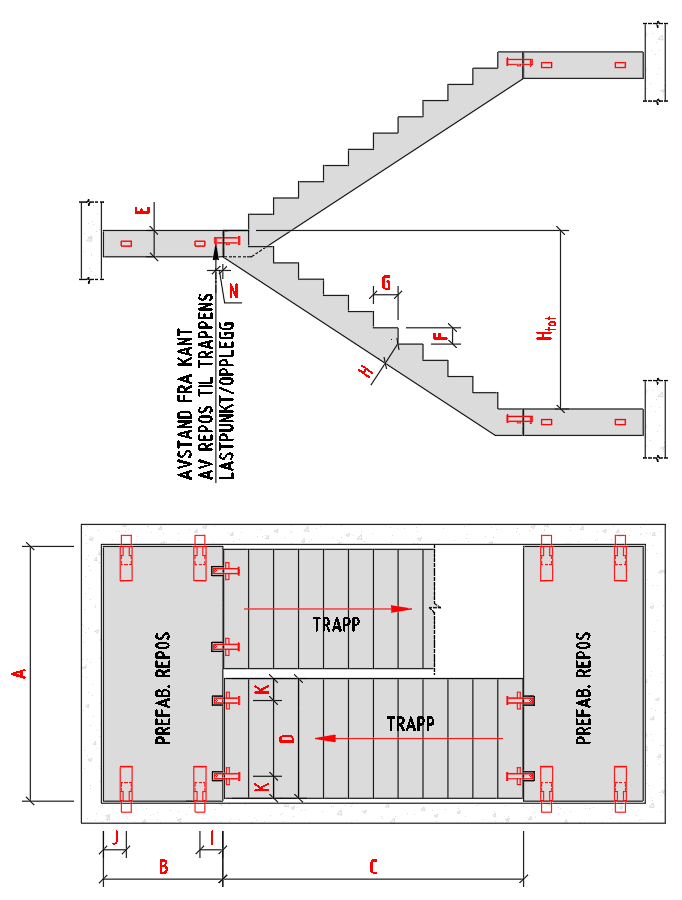 E
N
G
F
H
Htot
AVSTAND FRA KANT
AV REPOS TIL TRAPPENS
LASTPUNKT/OPPLEGG
A
PREFAB. REPOS
TRAPP
K
D
K
TRAPP
PREFAB. REPOS
J
I
B
C